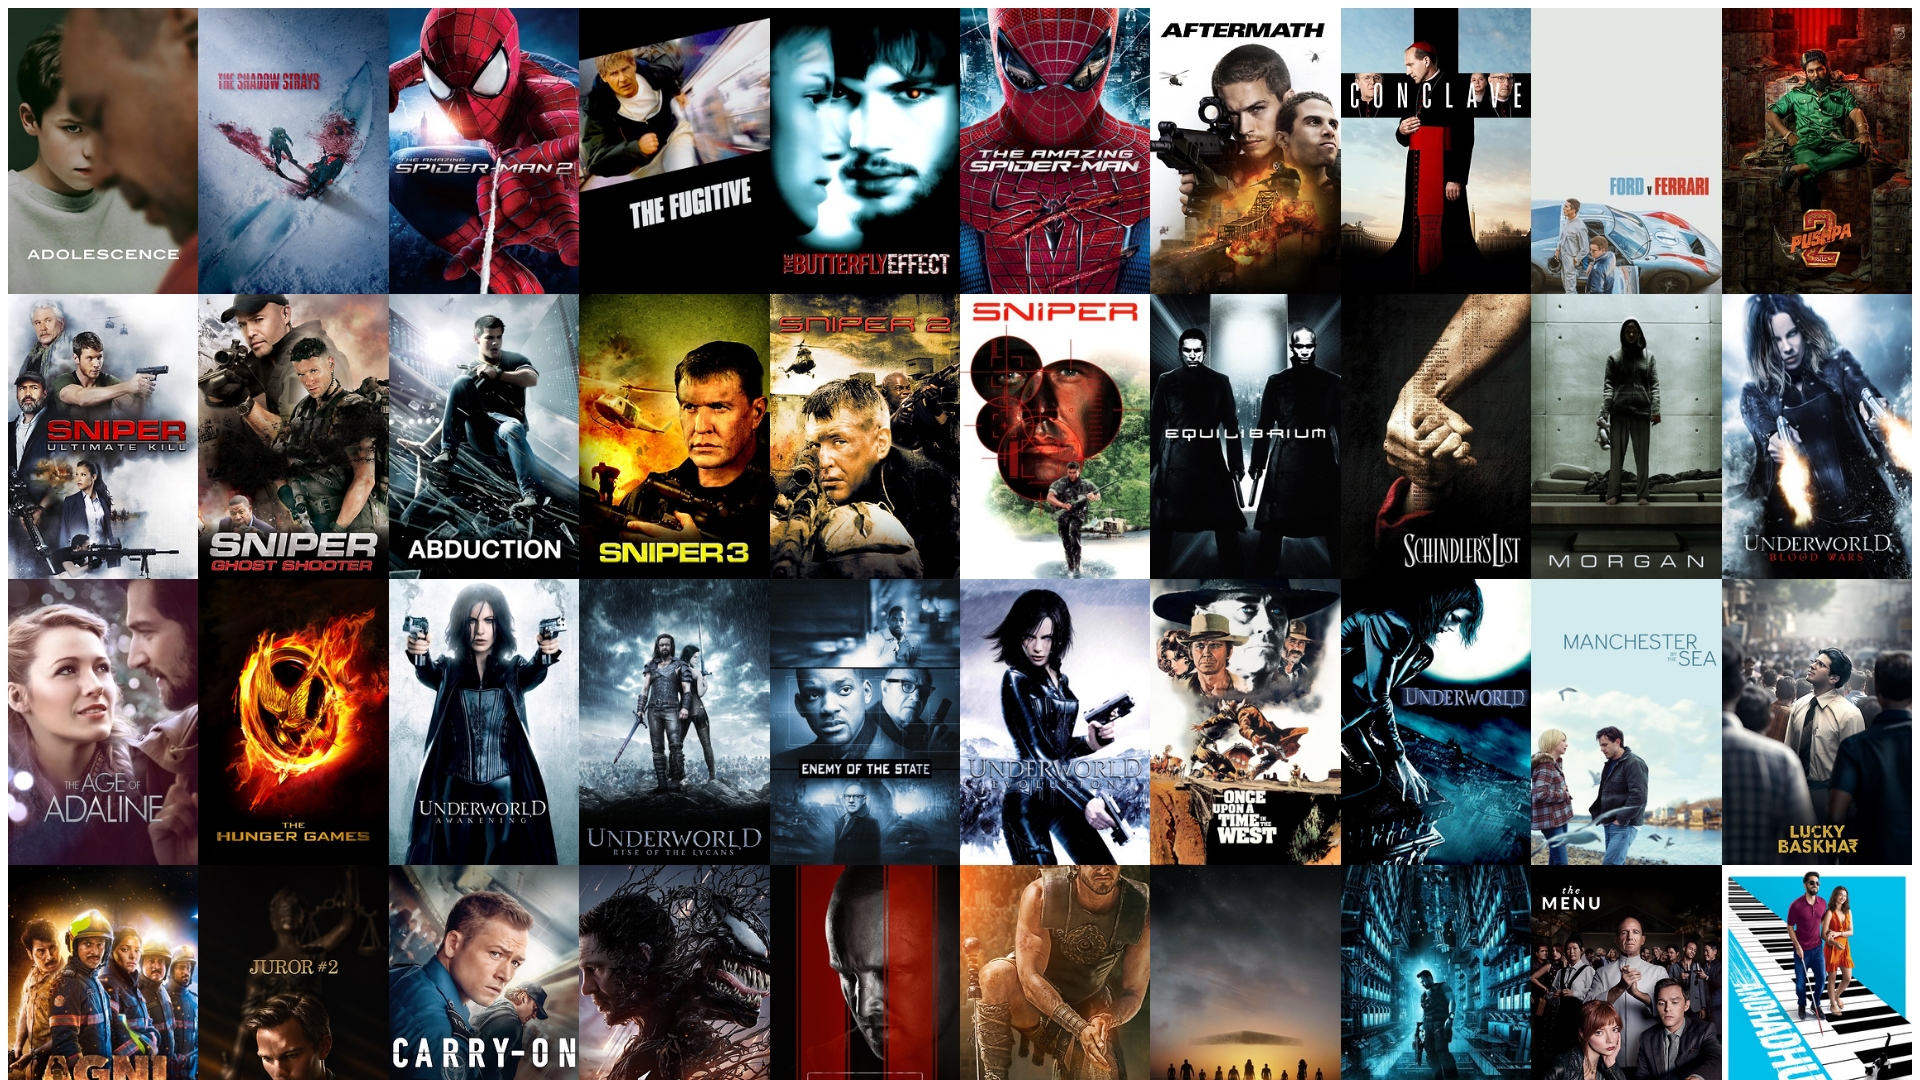 ADOLESCENCE
THE SHADOW STRAYS
THE AMAZING
SPIDER-MAN 2
THE FUGITIVE
THE BUTTERFLY EFFECT
THE AMAZING
SPIDER-MAN
AFTERMATH
CONCLAVE
FORD v FERRARI
2
PUSHPA
SNIPER
ULTIMATE KILL
SNIPER
GHOST SHOOTER
ABDUCTION
SNIPER 3
SNIPER 2
SNIPER
EQUILIBRIUM
SCHINDLER'S LIST
MORGAN
UNDERWORLD
BLOOD WARS
THE AGE OF
ADALINE
THE
HUNGER GAMES
UNDERWORLD
AWAKENING
UNDERWORLD
RISE OF THE LYCANS
ENEMY OF THE STATE
UNDERWORLD
EVOLUTION
ONCE
UPON A
TIME IN THE
WEST
UNDERWORLD
MANCHESTER
BY THE SEA
LUCKY
BASKHA₹
AGNI
JUROR #2
CARRY-ON
the
MENU
ANDHADHU